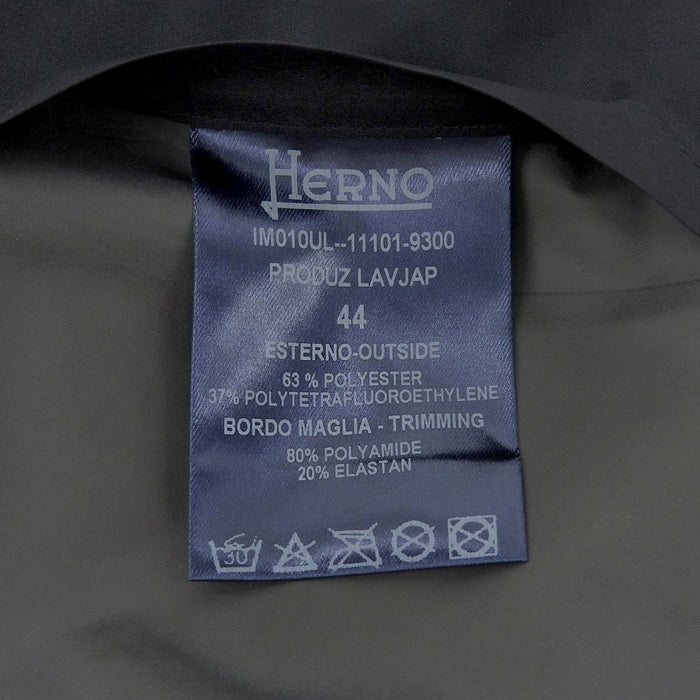 HERNO
IM010UL--11101-9300
PRODUZ LAVJAP
44
ESTERNO-OUTSIDE
63 % POLYESTER
37% POLYTETRAFLUOROETHYLENE
BORDO MAGLIA - TRIMMING
80% POLYAMIDE
20% ELASTAN
30